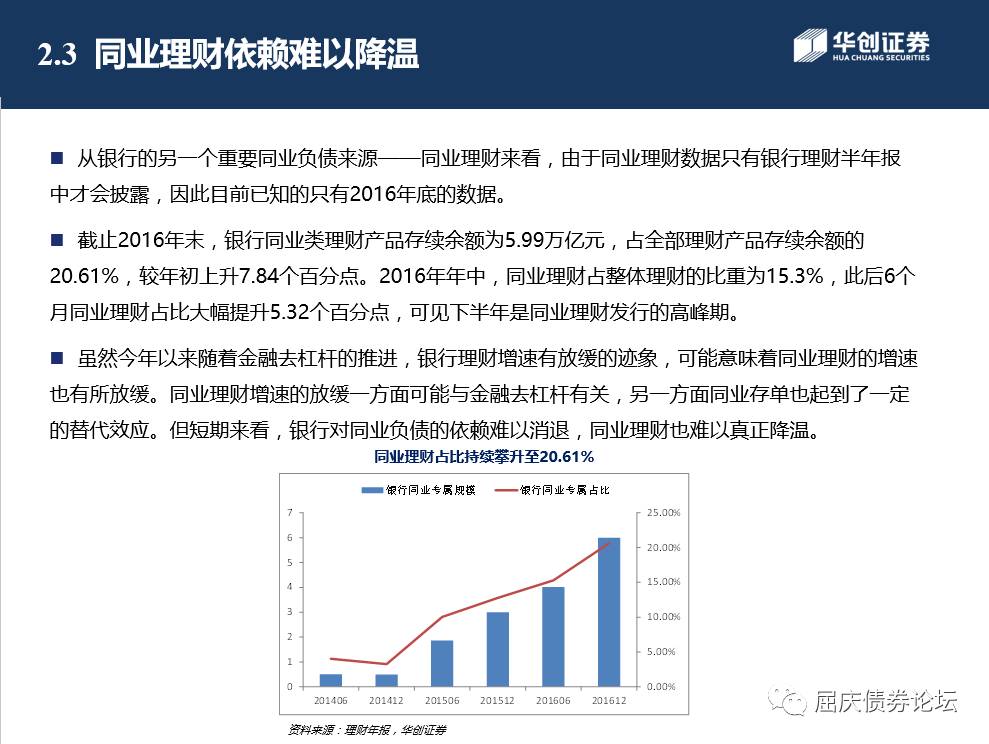 2.3 同业理财依赖难以降温
华创证券
HUA CHUANG SECURITIES
从银行的另一个重要同业负债来源——同业理财来看，由于同业理财数据只有银行理财半年报
中才会披露，因此目前已知的只有2016年底的数据。
截止2016年末，银行同业类理财产品存续余额为5.99万亿元，占全部理财产品存续余额的
20.61%，较年初上升7.84个百分点。2016年年中，同业理财占整体理财的比重为15.3%，此后6个
月同业理财占比大幅提升5.32个百分点，可见下半年是同业理财发行的高峰期。
虽然今年以来随着金融去杠杆的推进，银行理财增速有放缓的迹象，可能意味着同业理财的增速
也有所放缓。同业理财增速的放缓一方面可能与金融去杠杆有关，另一方面同业存单也起到了一定
的替代效应。但短期来看，银行对同业负债的依赖难以消退，同业理财也难以真正降温。
同业理财占比持续攀升至20.61%
银行同业专属规模 银行同业专属占比
7 25.00%
6 20.00%
5 15.00%
4 10.00%
3 5.00%
2 0.00%
1
0
201406 201412 201506 201512 201606 201612
资料来源：理财年报，华创证券
屈庆债券论坛